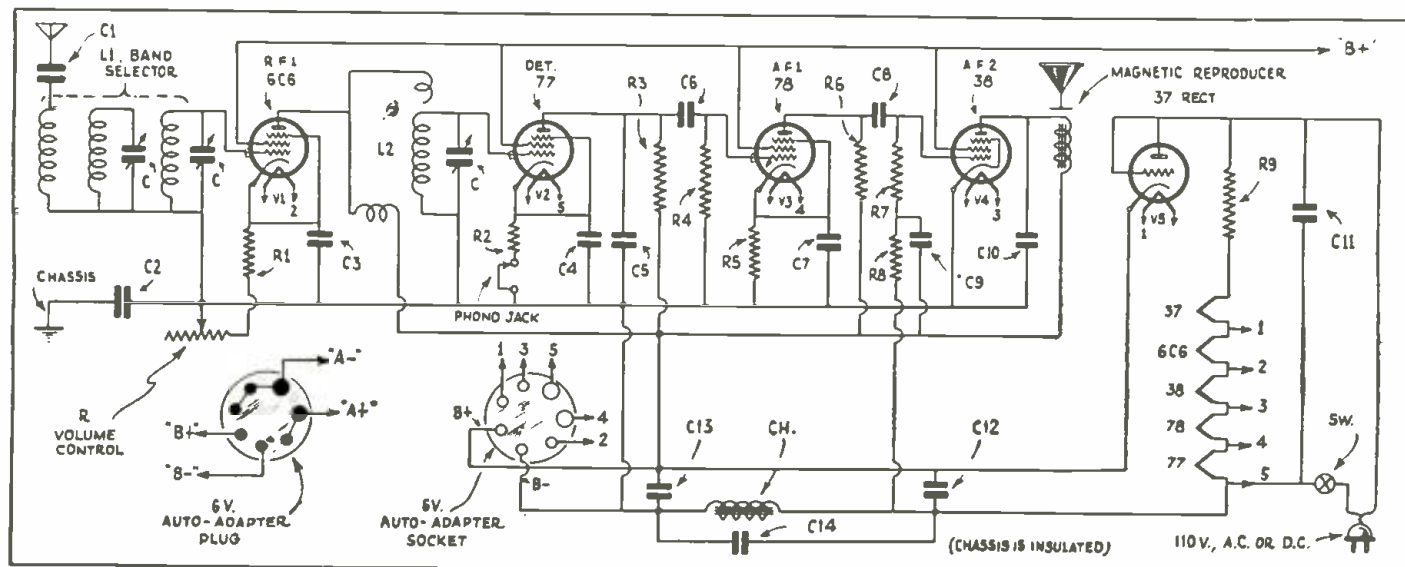 C1
L1, BAND
SELECTOR
R.F.1
6C6
DET.
77
R3
C6
A.F.1
78
R6
C8
A.F.2
38
"B+"
MAGNETIC REPRODUCER
37 RECT
C
C
L2
C
V1
2
V2
5
V3
4
V4
3
V5
1
R9
C11
R1
C3
R2
C4
C5
R4
R5
C7
R7
R8
C9
C10
CHASSIS
C2
PHONO JACK
R
VOLUME
CONTROL
"A-"
"A+"
"B+"
"B-"
6V.
AUTO-ADAPTER
PLUG
1
3
5
B+
4
2
B-
6V.
AUTO-ADAPTER
SOCKET
C13
CH.
C12
C14
37
1
6C6
2
38
3
78
4
77
5
SW.
(CHASSIS IS INSULATED)
110 V., A.C. OR D.C.